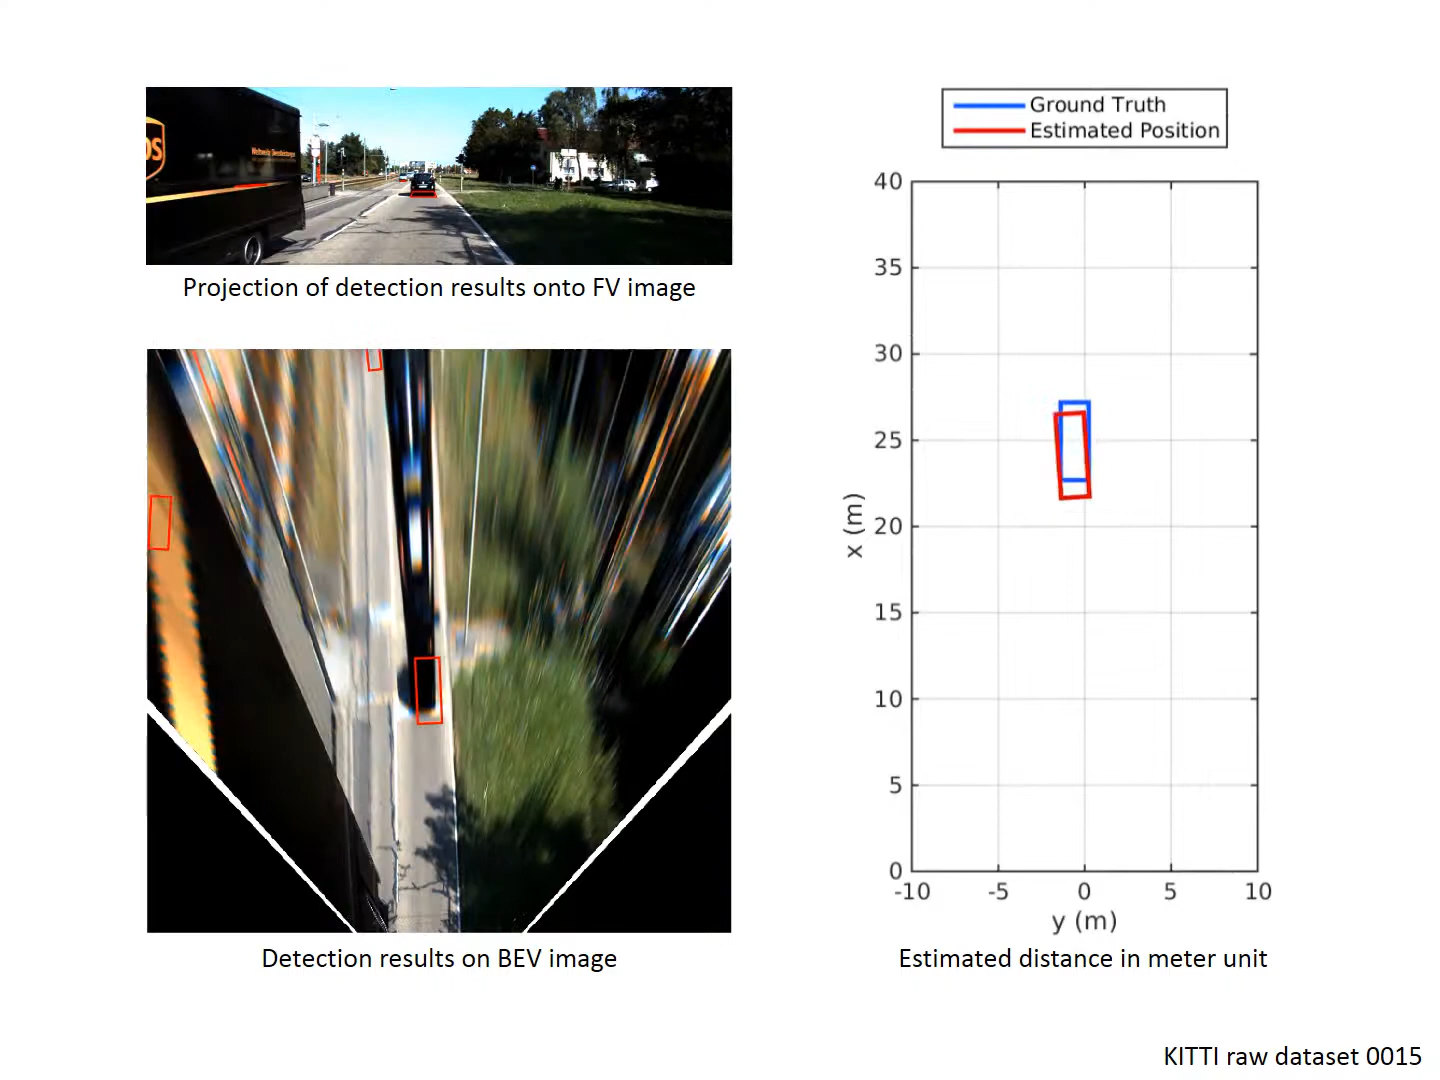 Ground Truth
Estimated Position
Projection of detection results onto FV image
40
35
30
25
20
15
10
5
0
x (m)
-10 -5 0 5 10
y (m)
Detection results on BEV image
Estimated distance in meter unit
KITTI raw dataset 0015